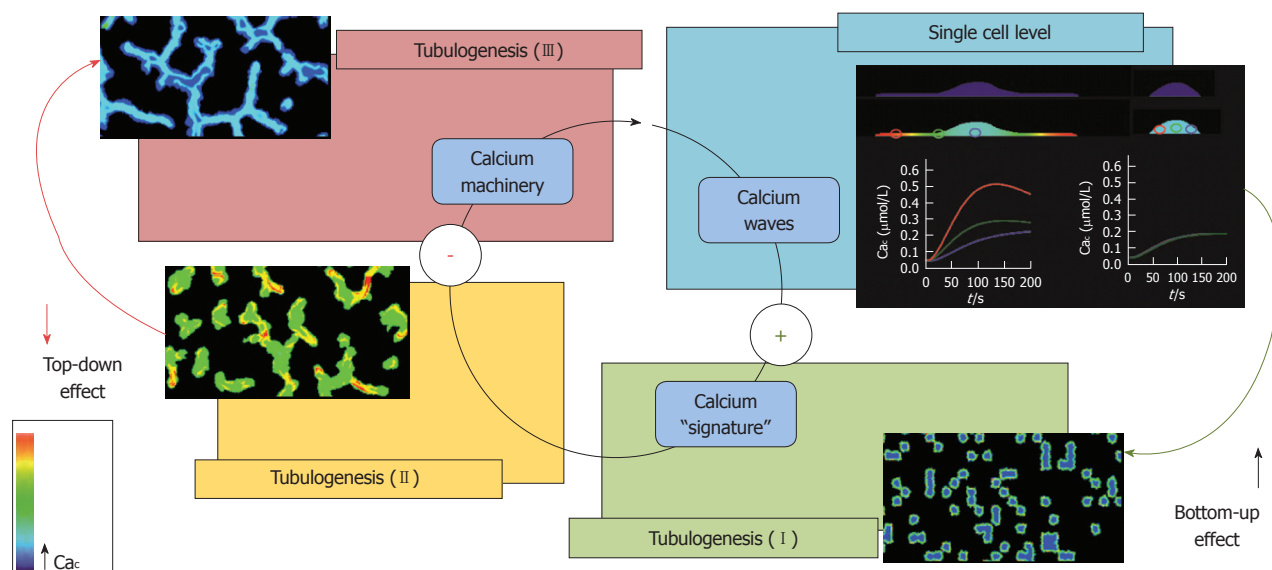 Tubulogenesis (Ⅲ)
Single cell level
Calcium
machinery
Calcium
waves
Cac (μmol/L)
0.6
0.5
0.4
0.3
0.2
0.1
0.0
0 50 100 150 200
t/s
Cac (μmol/L)
0.6
0.5
0.4
0.3
0.2
0.1
0.0
0 50 100 150 200
t/s
-
+
Top-down
effect
Calcium
“signature”
Tubulogenesis (Ⅱ)
Tubulogenesis (Ⅰ)
Bottom-up
effect
Cac